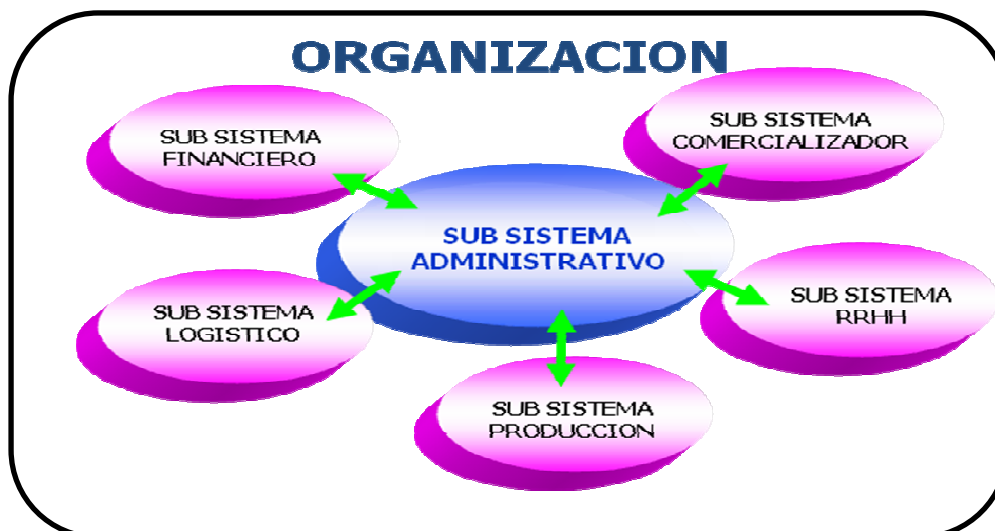 ORGANIZACION
SUB SISTEMA
FINANCIERO
SUB SISTEMA
COMERCIALIZADOR
SUB SISTEMA
ADMINISTRATIVO
SUB SISTEMA
LOGISTICO
SUB SISTEMA
RRHH
SUB SISTEMA
PRODUCCION